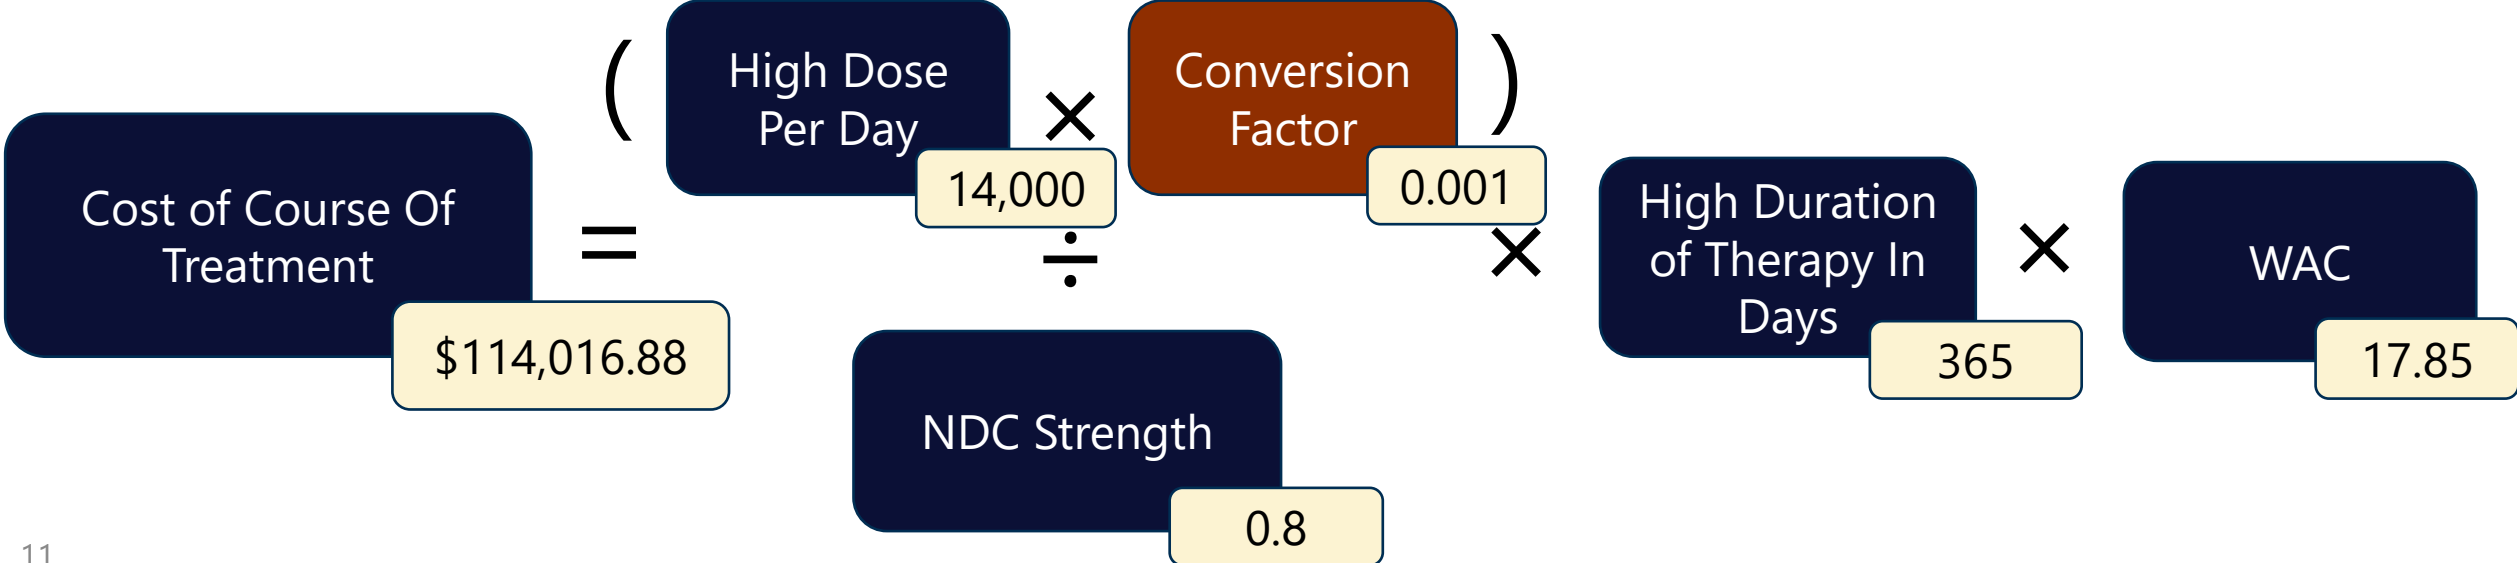 (
High Dose
Per Day
14,000
×
Conversion
Factor
0.001
)
Cost of Course Of
Treatment
$114,016.88
=
÷
NDC Strength
0.8
×
High Duration
of Therapy In
Days
365
×
WAC
17.85
11